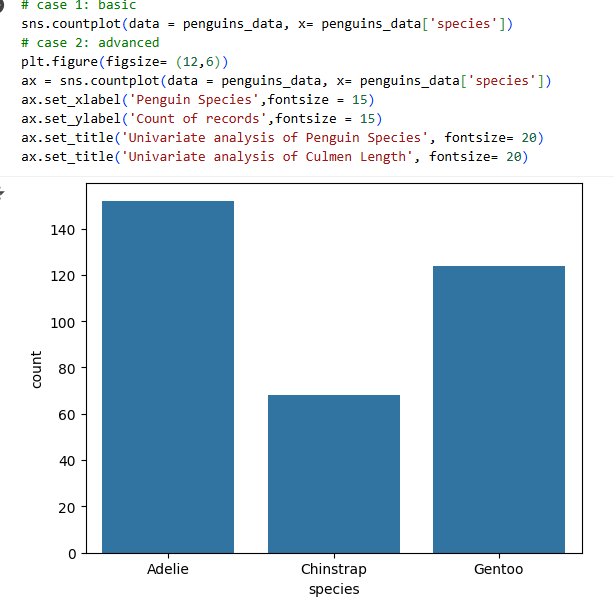 # case 1: basic
sns.countplot(data = penguins_data, x= penguins_data['species'])
# case 2: advanced
plt.figure(figsize= (12,6))
ax = sns.countplot(data = penguins_data, x= penguins_data['species'])
ax.set_xlabel('Penguin Species',fontsize = 15)
ax.set_ylabel('Count of records',fontsize = 15)
ax.set_title('Univariate analysis of Penguin Species', fontsize= 20)
ax.set_title('Univariate analysis of Culmen Length', fontsize= 20)
140
120
100
80
60
40
20
0
count
Adelie Chinstrap Gentoo
species